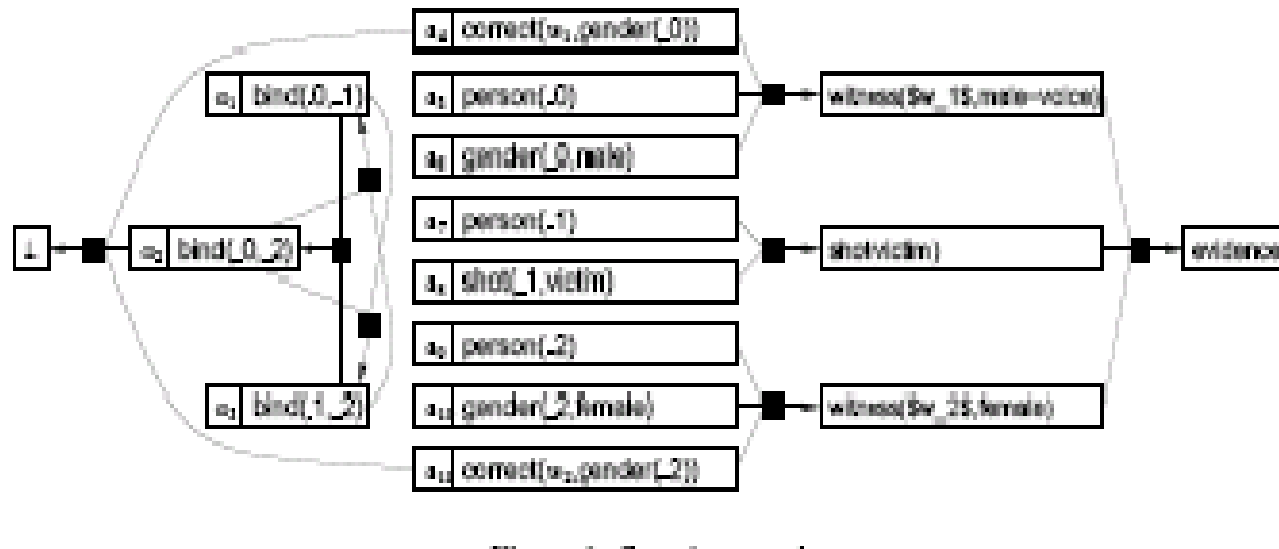 a₄ correct(w₁,gender(_0))
a₁ bind(_0,_1)
a₅ person(_0)
witness($w_1$,male-voice)
a₆ gender(_0,male)
a₇ person(_1)
⊥
a₂ bind(_0,_2)
shot(victim)
evidence
a₈ shot(_1,victim)
a₉ person(_2)
a₃ bind(_1,_2)
a₁₀ gender(_2,female)
witness($w_2$,female)
a₁₁ correct(w₂,gender(_2))